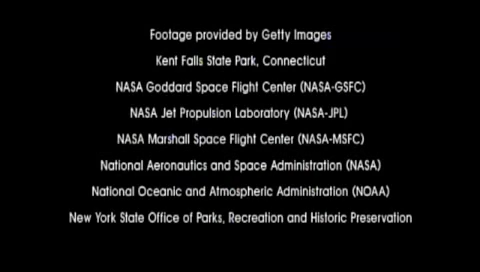 Footage provided by Getty Images
Kent Falls State Park, Connecticut
NASA Goddard Space Flight Center (NASA-GSFC)
NASA Jet Propulsion Laboratory (NASA-JPL)
NASA Marshall Space Flight Center (NASA-MSFC)
National Aeronautics and Space Administration (NASA)
National Oceanic and Atmospheric Administration (NOAA)
New York State Office of Parks, Recreation and Historic Preservation